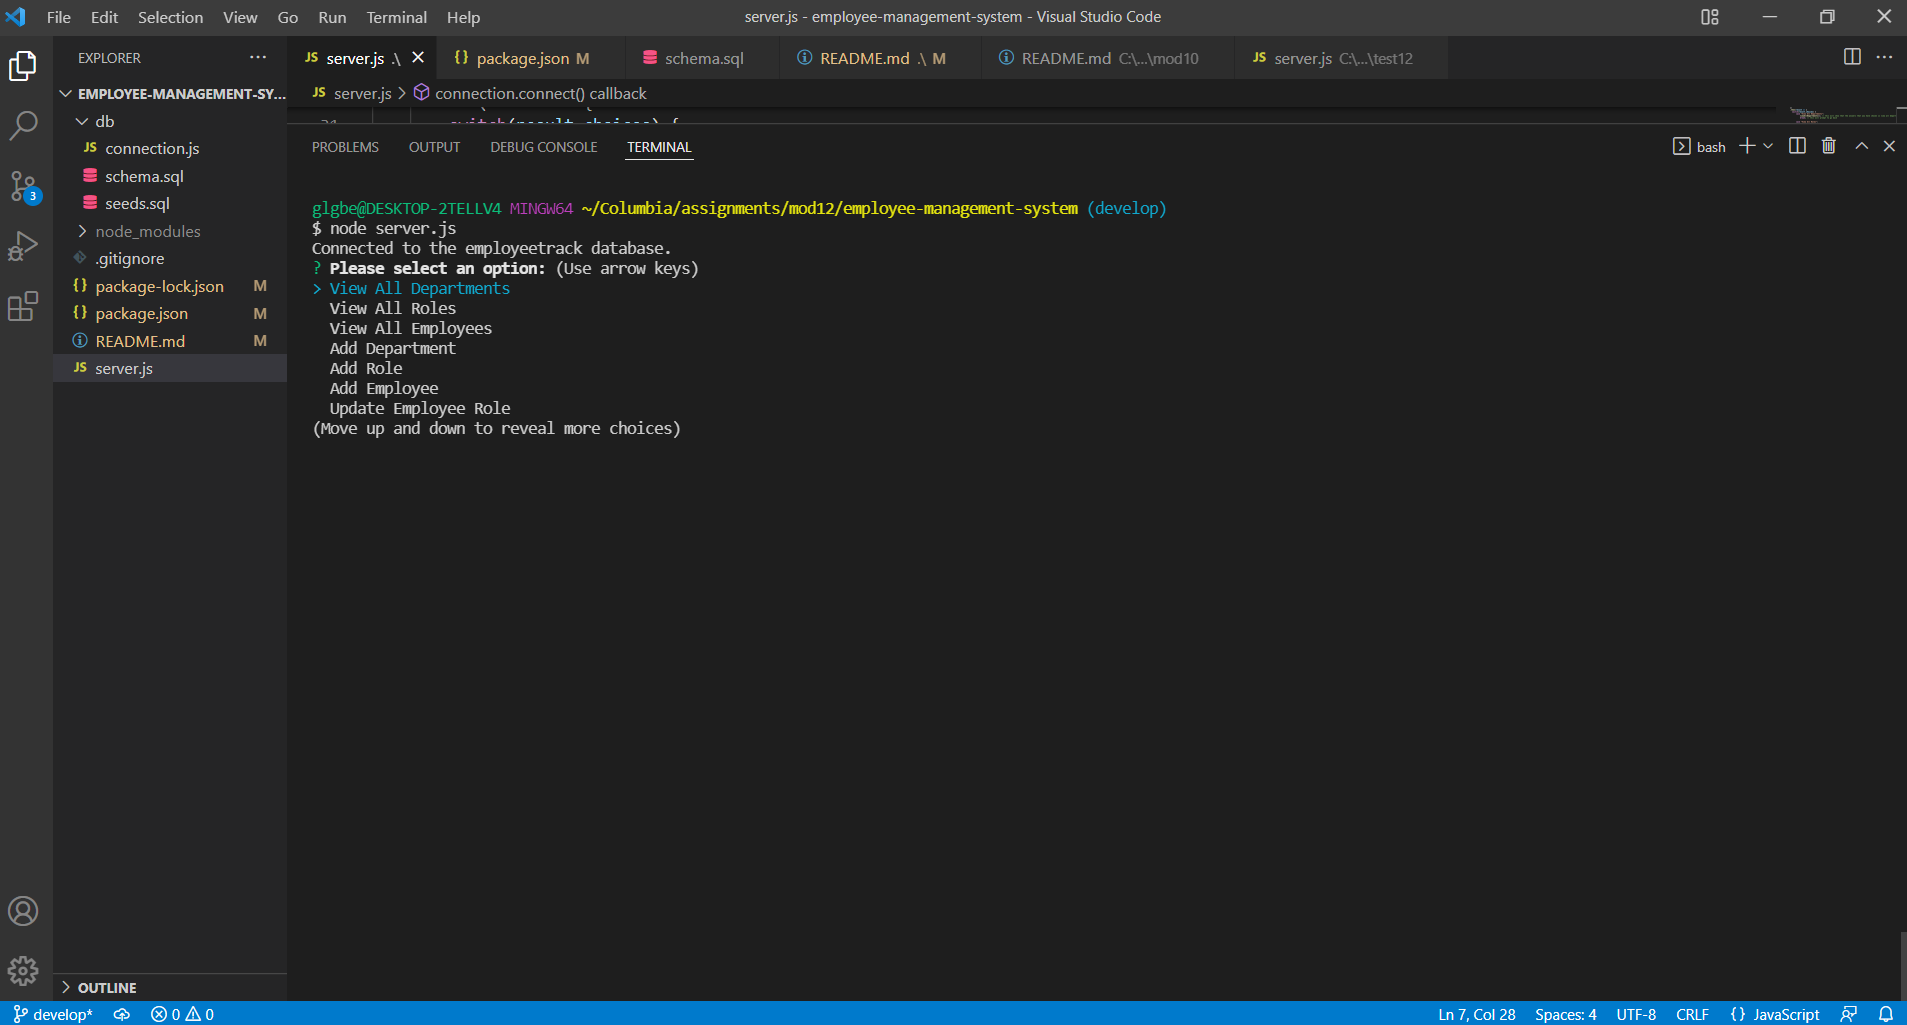 File Edit Selection View Go Run Terminal Help
server.js - employee-management-system - Visual Studio Code
EXPLORER
EMPLOYEE-MANAGEMENT-SY...
db
JS connection.js
schema.sql
seeds.sql
node_modules
.gitignore
{} package-lock.json M
{} package.json M
README.md M
JS server.js
OUTLINE
3
JS server.js .\
{} package.json M
schema.sql
README.md .\ M
README.md C:\...\mod10
JS server.js C:\...\test12
JS server.js > connection.connect() callback
PROBLEMS OUTPUT DEBUG CONSOLE TERMINAL
bash
glgbe@DESKTOP-2TELLV4 MINGW64 ~/Columbia/assignments/mod12/employee-management-system (develop)
$ node server.js
Connected to the employeetrack database.
? Please select an option: (Use arrow keys)
> View All Departments
View All Roles
View All Employees
Add Department
Add Role
Add Employee
Update Employee Role
(Move up and down to reveal more choices)
develop* 0 0
Ln 7, Col 28 Spaces: 4 UTF-8 CRLF {} JavaScript